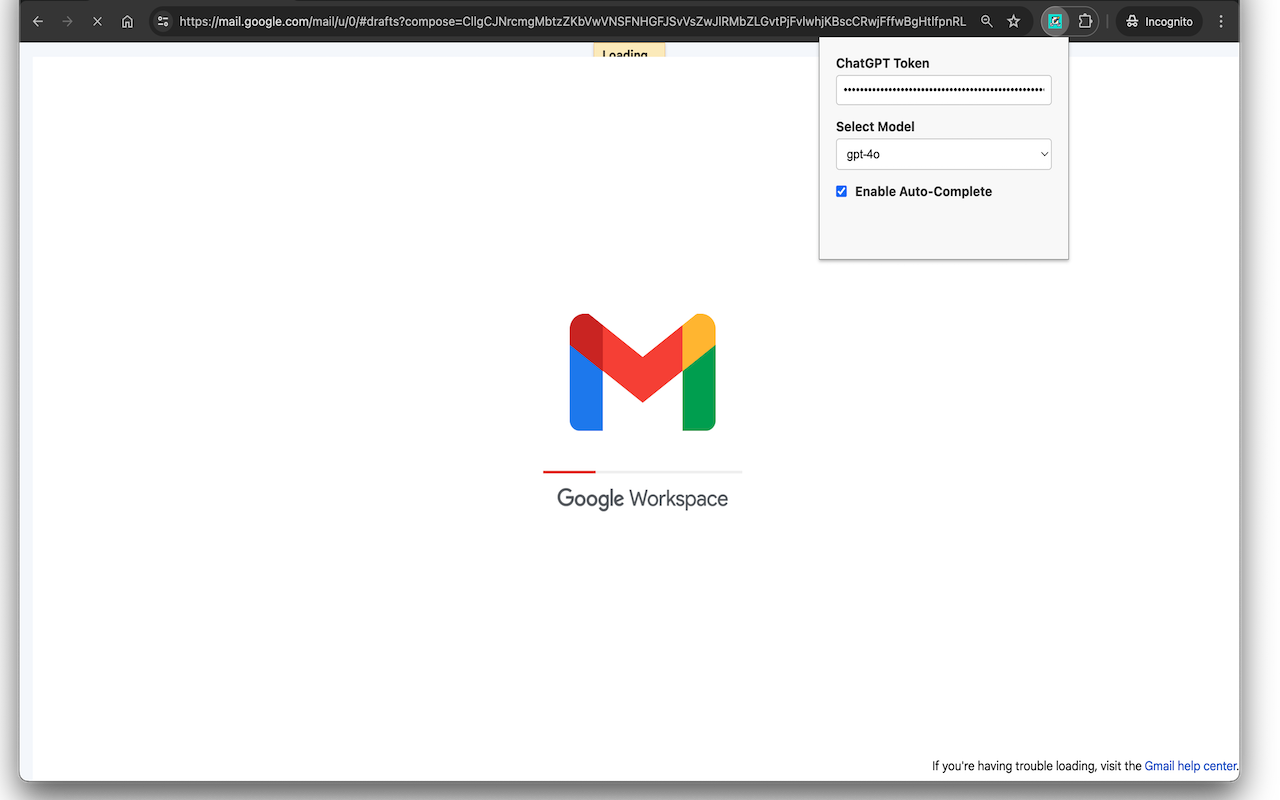 https://mail.google.com/mail/u/0/#drafts?compose=CllgCJNrcmgMbtzZKbVwVNSFNHGFJSvVsZwJlRMbZLGvtPjFvlwhjKBscCRwjFffwBgHtlfpnRL
Incognito
Loading
ChatGPT Token
Select Model
gpt-4o
Enable Auto-Complete
Google Workspace
If you're having trouble loading, visit the Gmail help center.